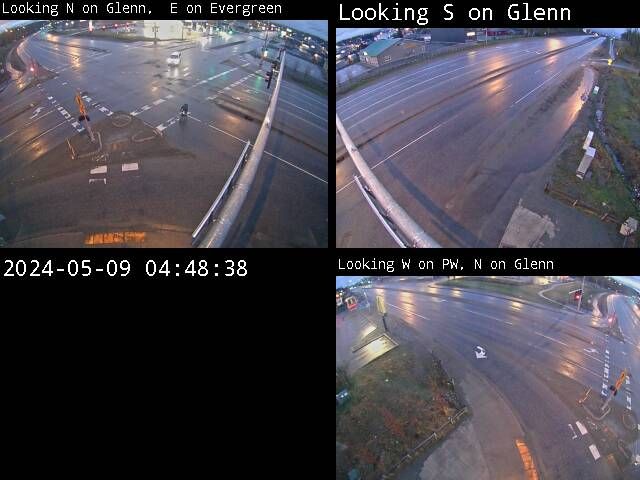 Looking N on Glenn,  E on Evergreen
Looking S on Glenn
2024-05-09 04:48:38
Looking W on PW, N on Glenn